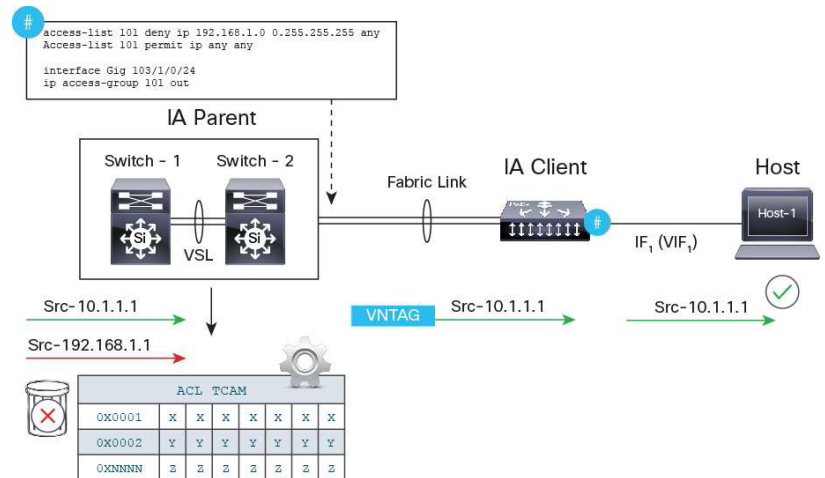 #
access-list 101 deny ip 192.168.1.0 0.255.255.255 any
Access-list 101 permit ip any any
interface Gig 103/1/0/24
ip access-group 101 out
IA Parent
Switch - 1 Switch - 2
Si Si
VSL
Fabric Link
IA Client
#
Host
Host-1
IF1 (VIF1)
Src-10.1.1.1
VNTAG Src-10.1.1.1
Src-10.1.1.1
Src-192.168.1.1
ACL TCAM
0X0001 X X X X X X X
0X0002 Y Y Y Y Y Y Y
0XNNNN Z Z Z Z Z Z Z